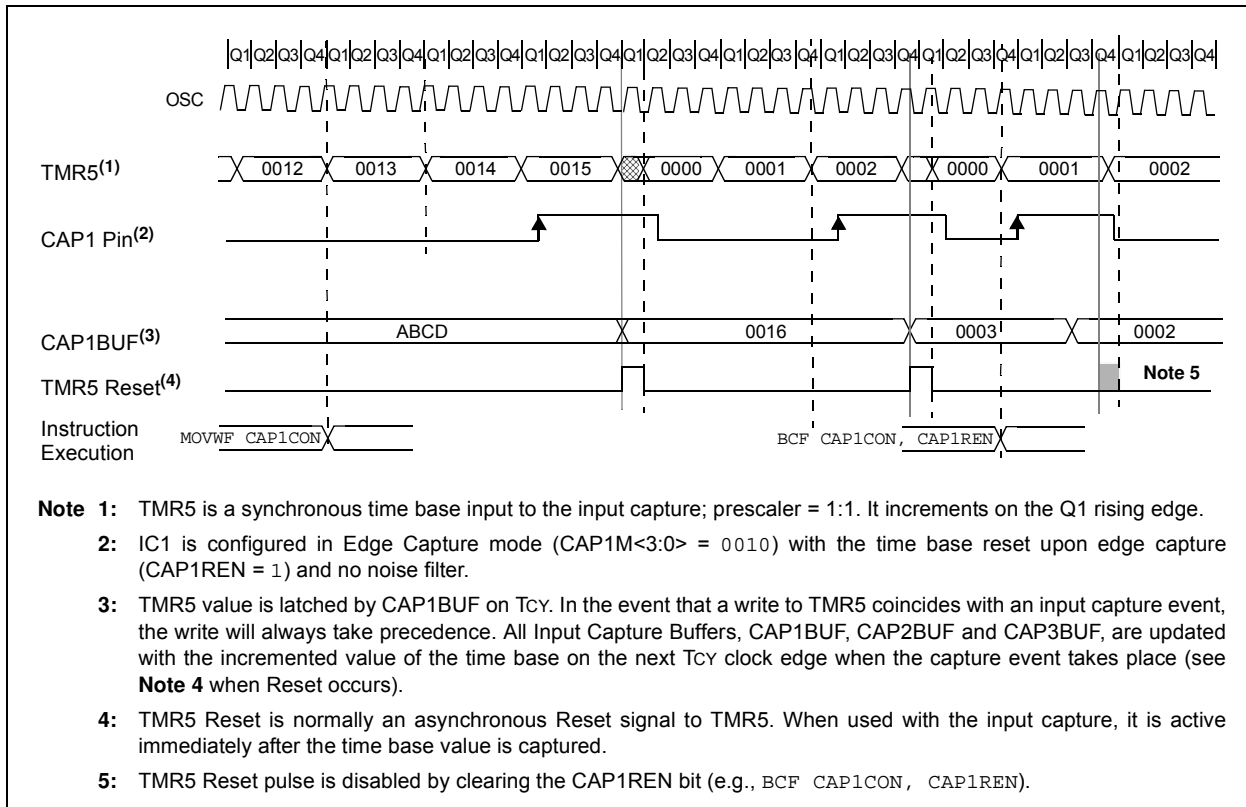 Q1 Q2 Q3 Q4 Q1 Q2 Q3 Q4 Q1 Q2 Q3 Q4 Q1 Q2 Q3 Q4 Q1 Q2 Q3 Q4 Q1 Q2 Q3 Q4 Q1 Q2 Q3 Q4 Q1 Q2 Q3 Q4 Q1 Q2 Q3 Q4 Q1 Q2 Q3 Q4
OSC
TMR5(1) 0012 0013 0014 0015 0000 0001 0002 0000 0001 0002
CAP1 Pin(2)
CAP1BUF(3) ABCD 0016 0003 0002
TMR5 Reset(4) Note 5
Instruction
Execution
MOVWF CAP1CON BCF CAP1CON, CAP1REN
Note 1: TMR5 is a synchronous time base input to the input capture; prescaler = 1:1. It increments on the Q1 rising edge.
2: IC1 is configured in Edge Capture mode (CAP1M<3:0> = 0010) with the time base reset upon edge capture
(CAP1REN = 1) and no noise filter.
3: TMR5 value is latched by CAP1BUF on TCY. In the event that a write to TMR5 coincides with an input capture event,
the write will always take precedence. All Input Capture Buffers, CAP1BUF, CAP2BUF and CAP3BUF, are updated
with the incremented value of the time base on the next TCY clock edge when the capture event takes place (see
Note 4 when Reset occurs).
4: TMR5 Reset is normally an asynchronous Reset signal to TMR5. When used with the input capture, it is active
immediately after the time base value is captured.
5: TMR5 Reset pulse is disabled by clearing the CAP1REN bit (e.g., BCF CAP1CON, CAP1REN).